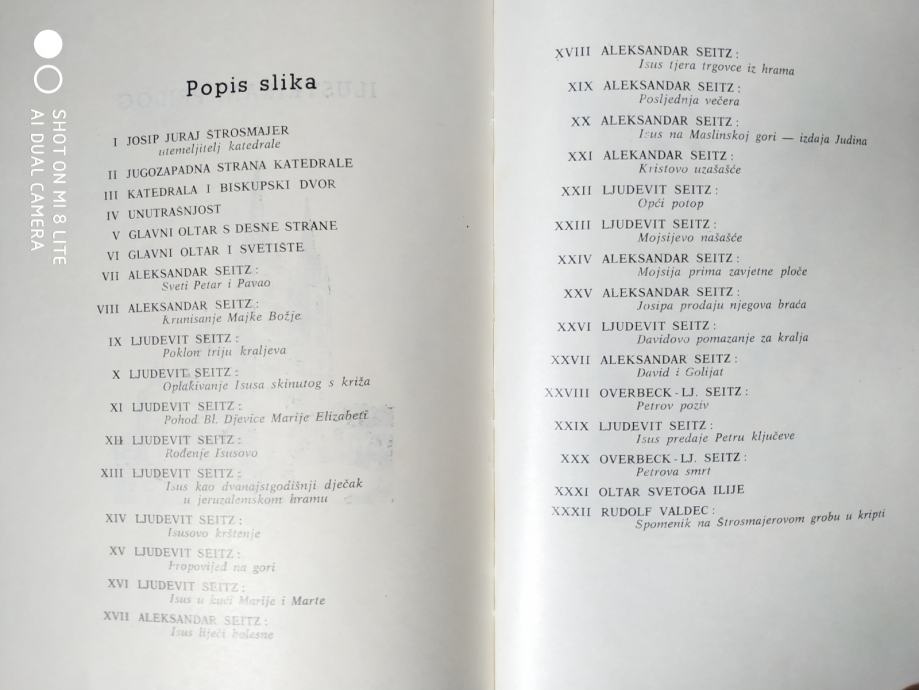 Popis slika
I JOSIP JURAJ ŠTROSMAJER
utemeljitelj katedrale
II JUGOZAPADNA STRANA KATEDRALE
III KATEDRALA I BISKUPSKI DVOR
IV UNUTRAŠNJOST
V GLAVNI OLTAR S DESNE STRANE
VI GLAVNI OLTAR I SVETIŠTE
VII ALEKSANDAR SEITZ:
Sveti Petar i Pavao
VIII ALEKSANDAR SEITZ:
Krunisanje Majke Božje
IX LJUDEVIT SEITZ:
Poklon triju kraljeva
X LJUDEVIT SEITZ:
Oplakivanje Isusa skinutog s križa
XI LJUDEVIT SEITZ:
Pohod Bl. Djevice Marije Elizabeti
XII LJUDEVIT SEITZ:
Rođenje Isusovo
XIII LJUDEVIT SEITZ:
Isus kao dvanajstgodišnji dječak
u jeruzalemskom hramu
XIV LJUDEVIT SEITZ:
Isusovo krštenje
XV LJUDEVIT SEITZ:
Propovijed na gori
XVI LJUDEVIT SEITZ:
Isus u kući Marije i Marte
XVII ALEKSANDAR SEITZ:
Isus liječi bolesne
XVIII ALEKSANDAR SEITZ:
Isus tjera trgovce iz hrama
XIX ALEKSANDAR SEITZ:
Posljednja večera
XX ALEKSANDAR SEITZ:
Isus na Maslinskoj gori — izdaja Judina
XXI ALEKANDAR SEITZ:
Kristovo uzašašće
XXII LJUDEVIT SEITZ:
Opći potop
XXIII LJUDEVIT SEITZ:
Mojsijevo našašće
XXIV ALEKSANDAR SEITZ:
Mojsija prima zavjetne ploče
XXV ALEKSANDAR SEITZ:
Josipa prodaju njegova braća
XXVI LJUDEVIT SEITZ:
Davidovo pomazanje za kralja
XXVII ALEKSANDAR SEITZ:
David i Golijat
XXVIII OVERBECK - LJ. SEITZ:
Petrov poziv
XXIX LJUDEVIT SEITZ:
Isus predaje Petru ključeve
XXX OVERBECK - LJ. SEITZ:
Petrova smrt
XXXI OLTAR SVETOGA ILIJE
XXXII RUDOLF VALDEC:
Spomenik na Štrosmajerovom grobu u kripti
SHOT ON MI 8 LITE
AI DUAL CAMERA